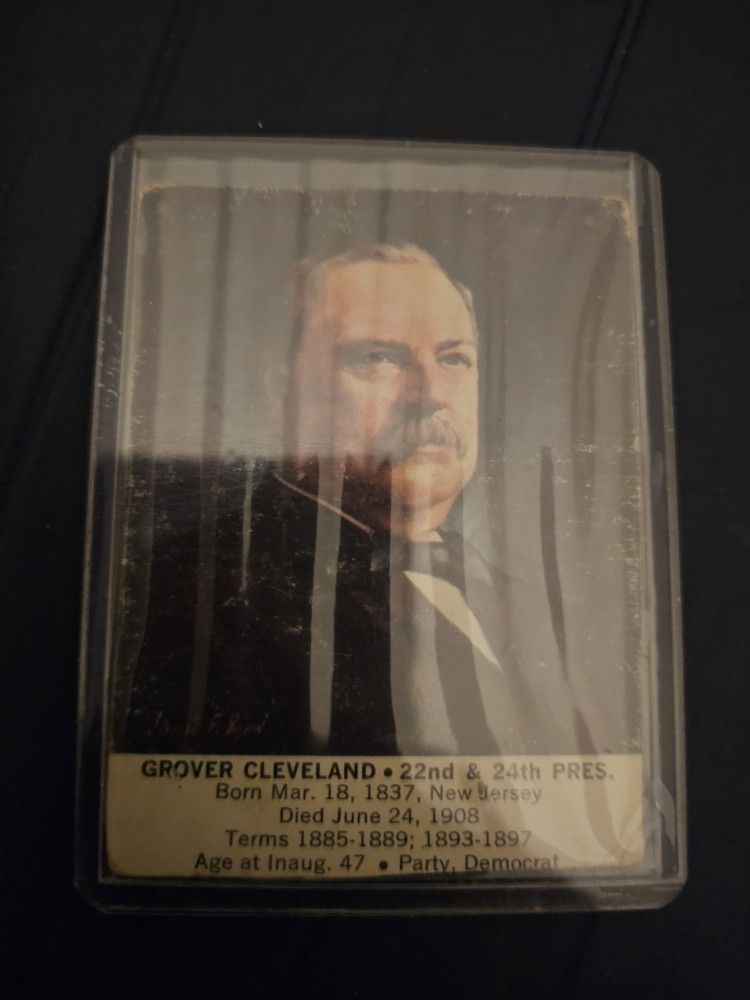 GROVER CLEVELAND • 22nd & 24th PRES.
Born Mar. 18, 1837, New Jersey
Died June 24, 1908
Terms 1885-1889; 1893-1897
Age at Inaug. 47 • Party, Democrat